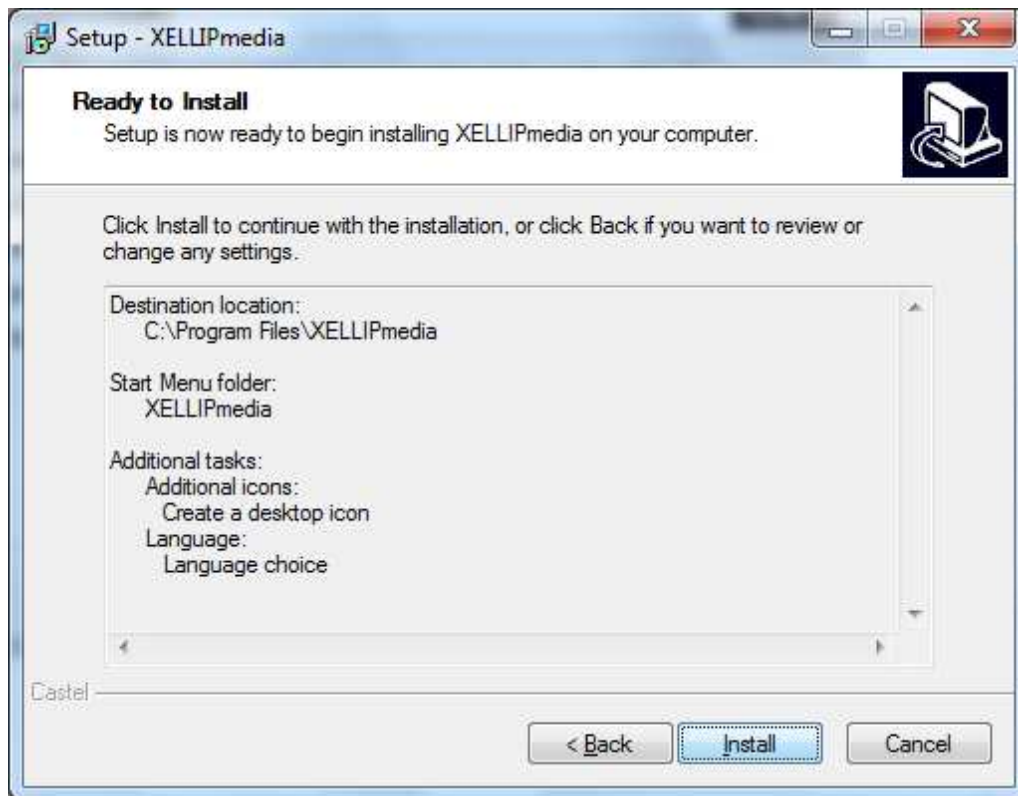 Setup - XELLIPmedia
Ready to Install
Setup is now ready to begin installing XELLIPmedia on your computer.
Click Install to continue with the installation, or click Back if you want to review or
change any settings.
Destination location:
C:\Program Files\XELLIPmedia
Start Menu folder:
XELLIPmedia
Additional tasks:
Additional icons:
Create a desktop icon
Language:
Language choice
Castel
< Back Install Cancel